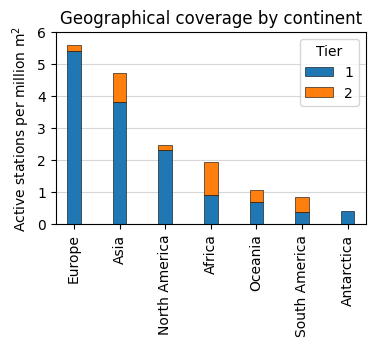 Geographical coverage by continent
Active stations per million m²
6
5
4
3
2
1
0
Tier
1
2
Europe
Asia
North America
Africa
Oceania
South America
Antarctica